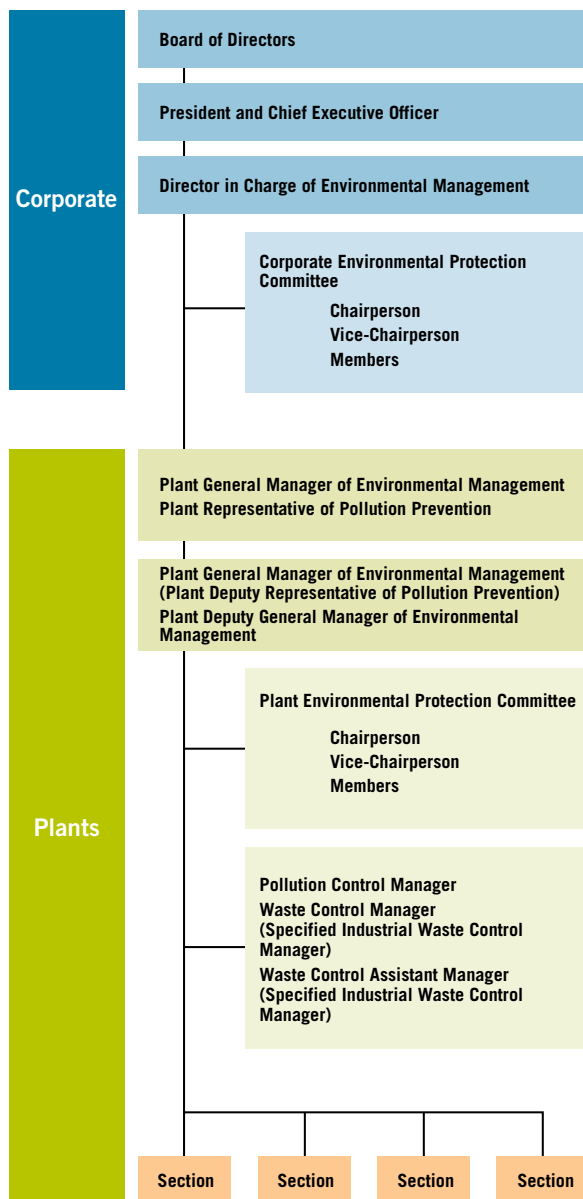 Corporate
Board of Directors
President and Chief Executive Officer
Director in Charge of Environmental Management
Corporate Environmental Protection
Committee
Chairperson
Vice-Chairperson
Members
Plants
Plant General Manager of Environmental Management
Plant Representative of Pollution Prevention
Plant General Manager of Environmental Management
(Plant Deputy Representative of Pollution Prevention)
Plant Deputy General Manager of Environmental
Management
Plant Environmental Protection Committee
Chairperson
Vice-Chairperson
Members
Pollution Control Manager
Waste Control Manager
(Specified Industrial Waste Control
Manager)
Waste Control Assistant Manager
(Specified Industrial Waste Control
Manager)
Section
Section
Section
Section